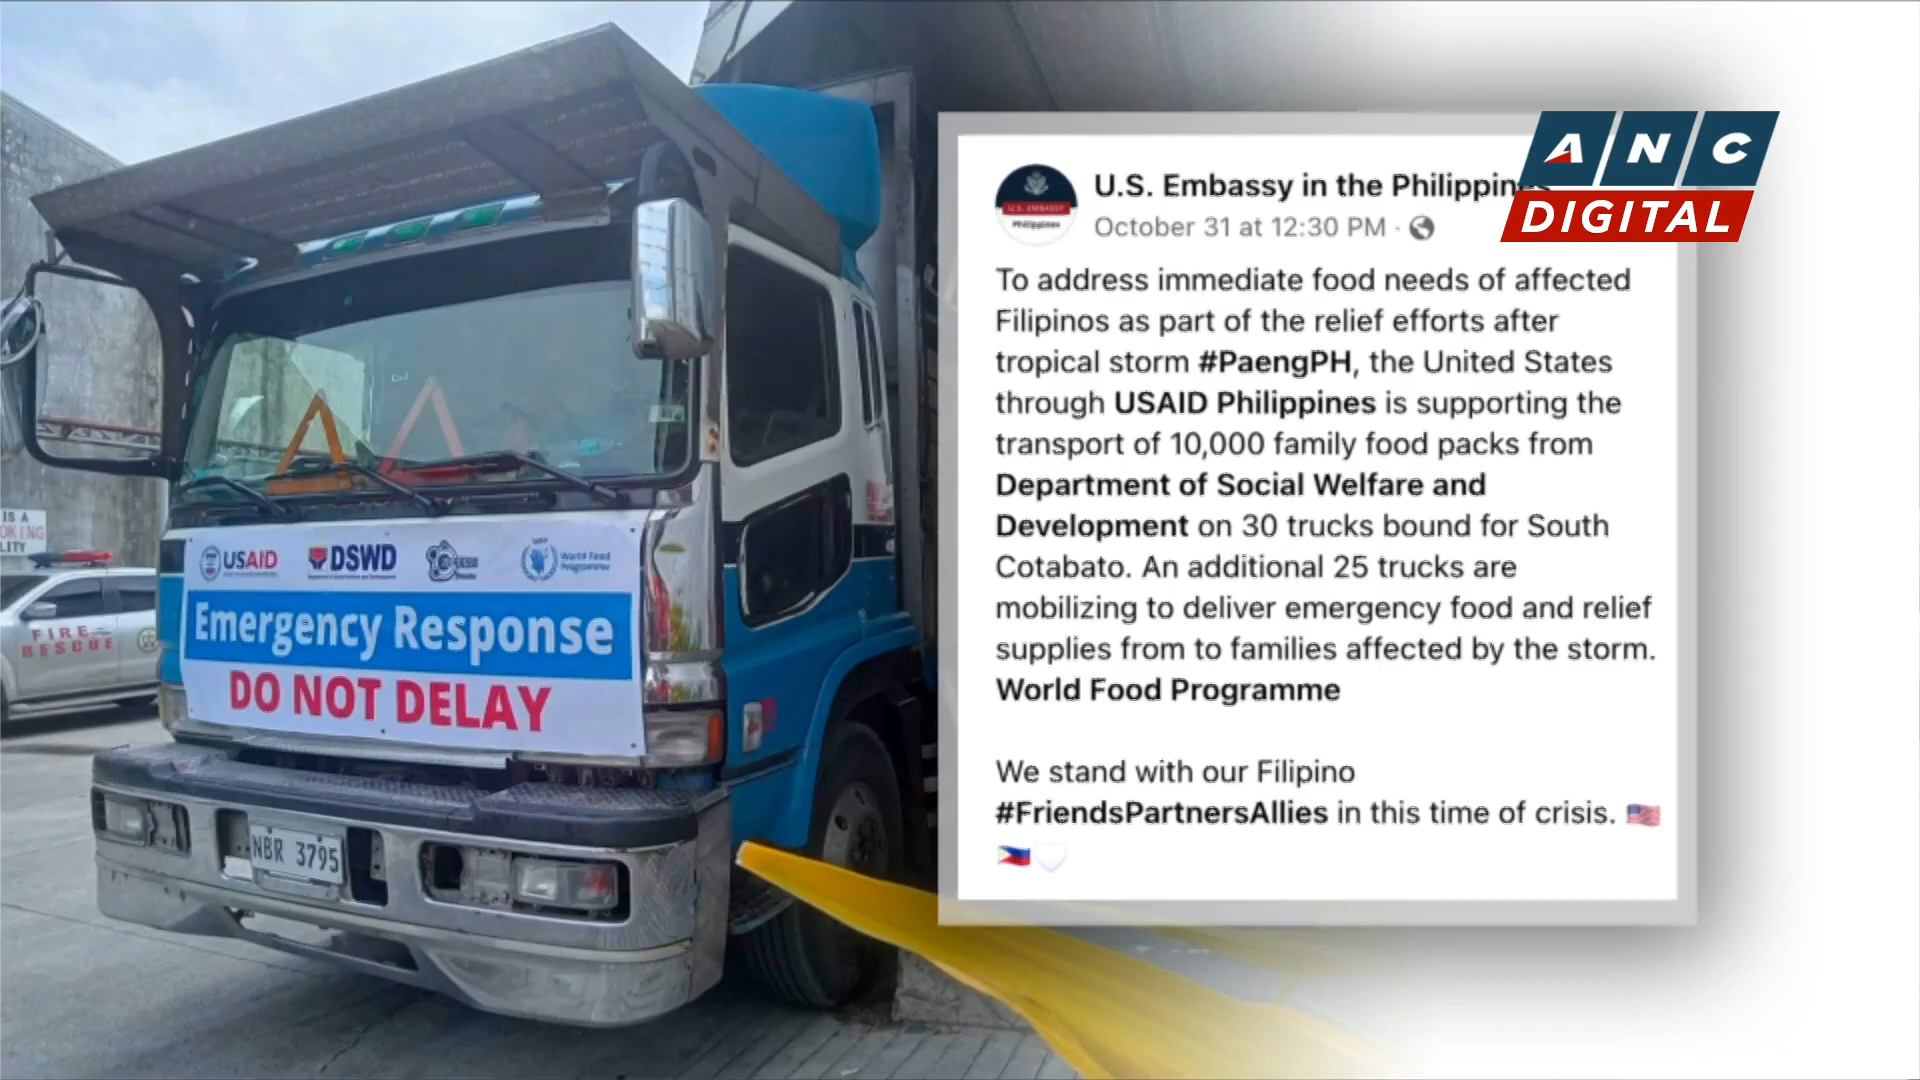 ANC
DIGITAL
U.S. Embassy in the Philippines
October 31 at 12:30 PM ·
U.S. EMBASSY
To address immediate food needs of affected
Filipinos as part of the relief efforts after
tropical storm #PaengPH, the United States
through USAID Philippines is supporting the
transport of 10,000 family food packs from
Department of Social Welfare and
Development on 30 trucks bound for South
Cotabato. An additional 25 trucks are
mobilizing to deliver emergency food and relief
supplies from to families affected by the storm.
World Food Programme
We stand with our Filipino
#FriendsPartnersAllies in this time of crisis. 🇺🇸
🇵🇭🤍
USAID
DSWD
World Food
Programme
Emergency Response
DO NOT DELAY
NBR 3795
IS A
OKING
LITY
FIRE
RESCUE